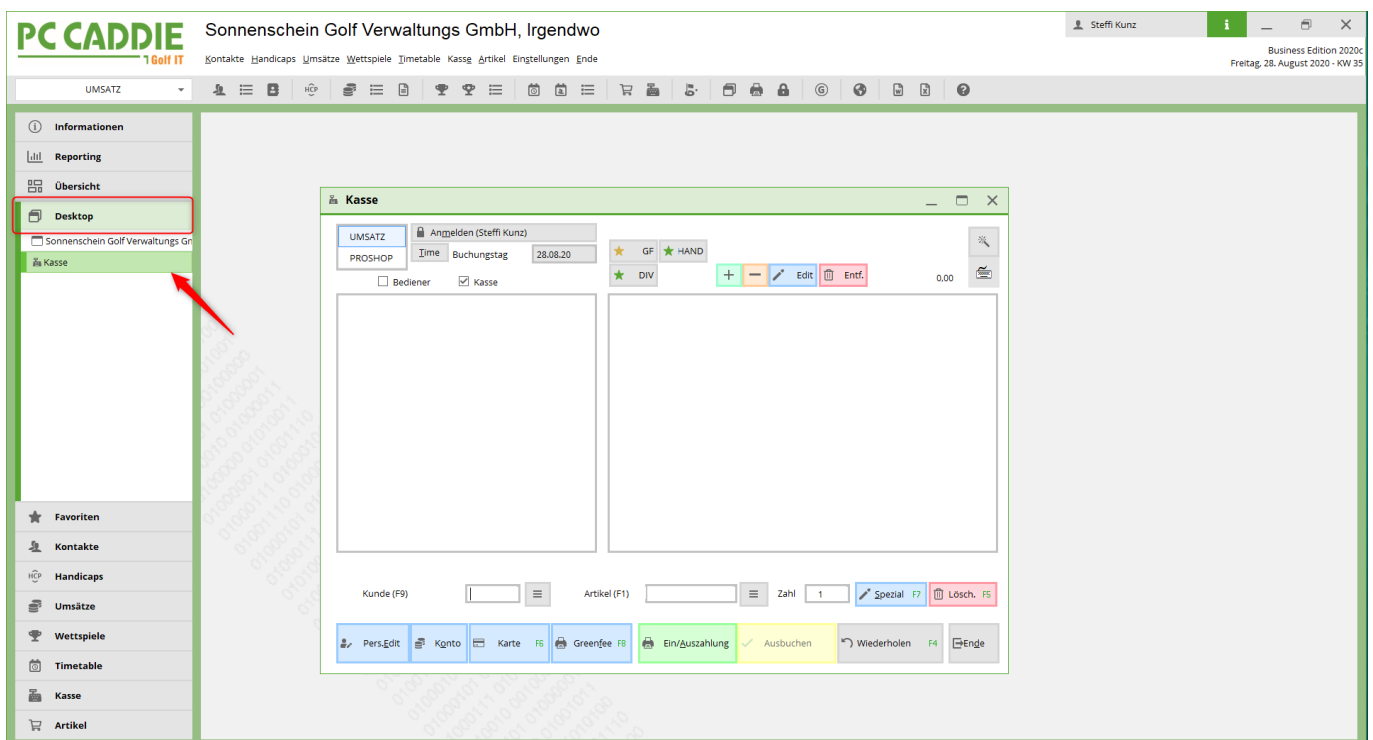 PC CADDIE
Golf IT
Sonnenschein Golf Verwaltungs GmbH, Irgendwo
Kontakte Handicaps Umsätze Wettspiele Timetable Kasse Artikel Einstellungen Ende
Steffi Kunz
i
Business Edition 2020c
Freitag, 28. August 2020 - KW 35
UMSATZ
HCP
Informationen
Reporting
Übersicht
Desktop
Sonnenschein Golf Verwaltungs Gr
Kasse
Favoriten
Kontakte
HCP Handicaps
Umsätze
Wettspiele
Timetable
Kasse
Artikel
Kasse
UMSATZ
PROSHOP
Anmelden (Steffi Kunz)
Time Buchungstag 28.08.20
Bediener Kasse
GF HAND
DIV
+ − Edit Entf. 0,00
Kunde (F9) Artikel (F1) Zahl 1 Spezial F7 Lösch. F5
Pers.Edit Konto Karte F6 Greenfee F8 Ein/Auszahlung Ausbuchen Wiederholen F4 Ende